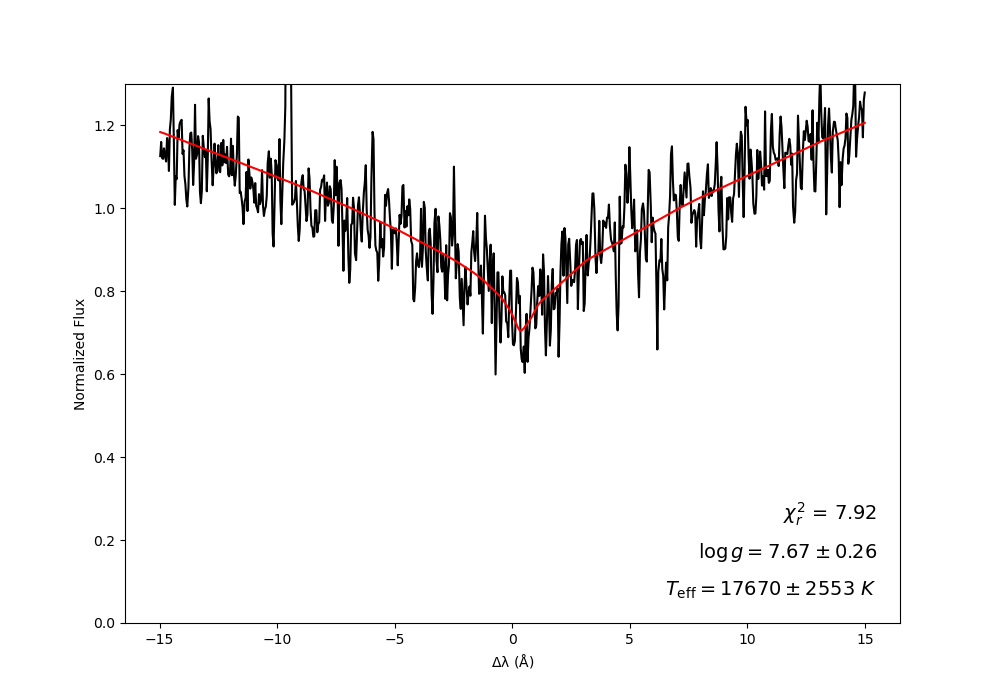 1.2
1.0
0.8
0.6
0.4
0.2
0.0
Normalized Flux
χ²ᵣ = 7.92
log g = 7.67 ± 0.26
T_eff = 17670 ± 2553 K
−15 −10 −5 0 5 10 15
Δλ (Å)